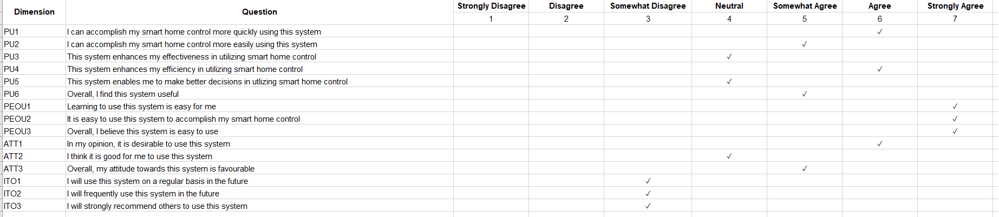 Dimension Question Strongly Disagree Disagree Somewhat Disagree Neutral Somewhat Agree Agree Strongly Agree
1 2 3 4 5 6 7
PU1 I can accomplish my smart home control more quickly using this system ✓
PU2 I can accomplish my smart home control more easily using this system ✓
PU3 This system enhances my effectiveness in utilizing smart home control ✓
PU4 This system enhances my efficiency in utilizing smart home control ✓
PU5 This system enables me to make better decisions in utlizing smart home control ✓
PU6 Overall, I find this system useful ✓
PEOU1 Learning to use this system is easy for me ✓
PEOU2 It is easy to use this system to accomplish my smart home control ✓
PEOU3 Overall, I believe this system is easy to use ✓
ATT1 In my opinion, it is desirable to use this system ✓
ATT2 I think it is good for me to use this system ✓
ATT3 Overall, my attitude towards this system is favourable ✓
ITO1 I will use this system on a regular basis in the future ✓
ITO2 I will frequently use this system in the future ✓
ITO3 I will strongly recommend others to use this system ✓